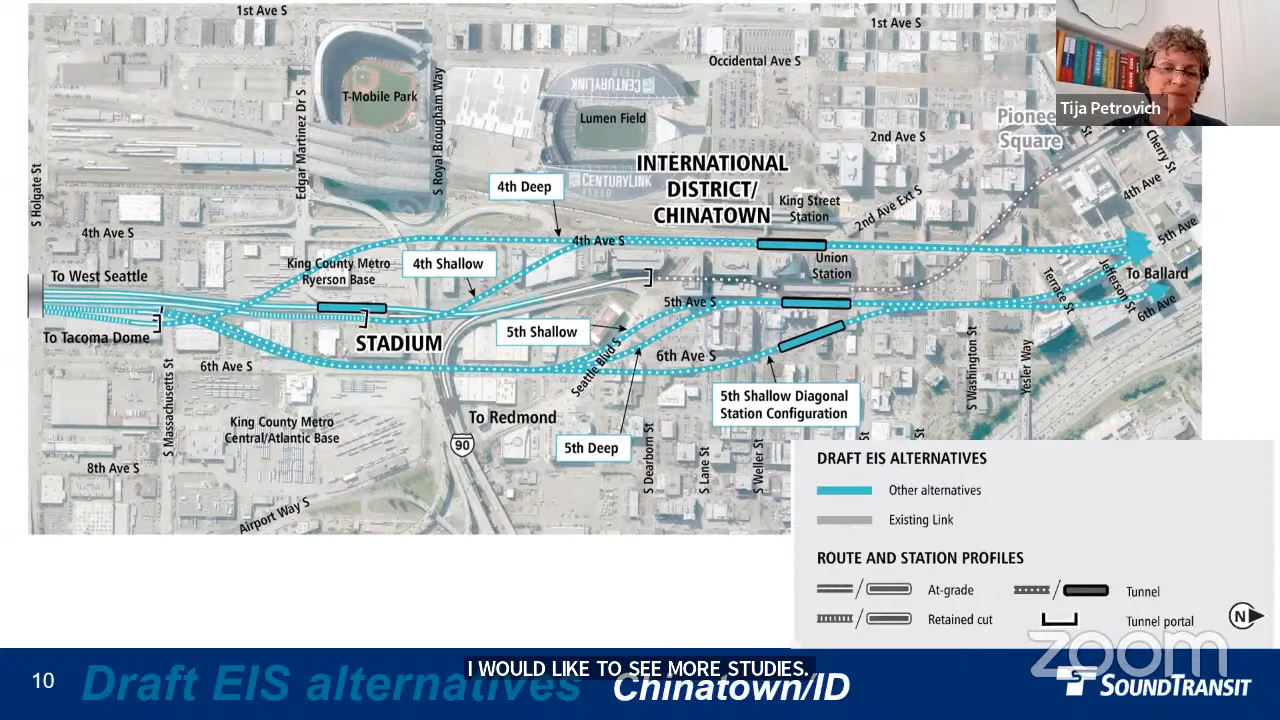 1st Ave S
1st Ave S
Tija Petrovich
Occidental Ave S
T-Mobile Park
S Royal Brougham Way
Edgar Martinez Dr S
CENTURYLINK
FIELD
Lumen Field
CENTURYLINK
FIELD
2nd Ave S
Pionee
Square
St
Cherry St
S Holgate St
4th Deep
INTERNATIONAL
DISTRICT/
CHINATOWN
King Street
Station
2nd Ave Ext S
4th Ave
5th Ave
4th Ave S
4th Ave S
To West Seattle
King County Metro
Ryerson Base
4th Shallow
Union
Station
Terrace St
Jefferson St
To Ballard
6th Ave
5th Ave S
To Tacoma Dome
STADIUM
5th Shallow
Seattle Blvd S
6th Ave S
6th Ave S
S Massachusetts St
S Washington St
Yesler Way
5th Shallow Diagonal
Station Configuration
To Redmond
King County Metro
Central/Atlantic Base
90
5th Deep
S Dearborn St
S Lane St
S Weller St
St
St
8th Ave S
Airport Way S
DRAFT EIS ALTERNATIVES
Other alternatives
Existing Link
ROUTE AND STATION PROFILES
At-grade
Tunnel
Retained cut
Tunnel portal
N
zoom
10
Draft EIS alternatives
Chinatown/ID
I WOULD LIKE TO SEE MORE STUDIES.
SOUNDTRANSIT